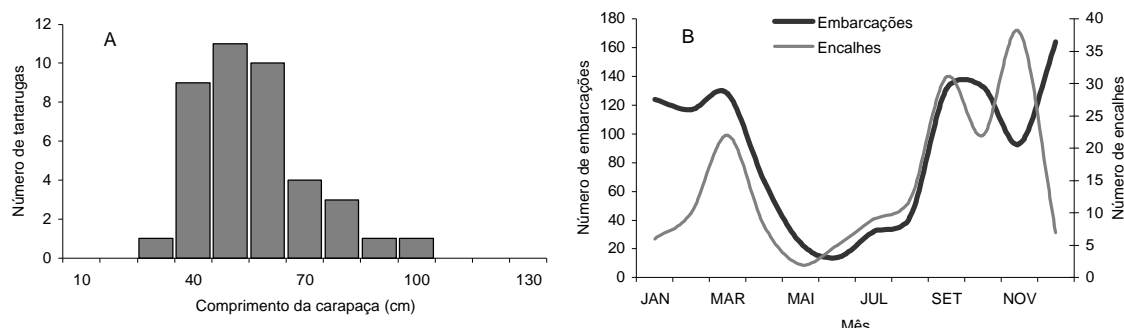 A
Número de tartarugas
12
10
8
6
4
2
0
10 40 70 100 130
Comprimento da carapaça (cm)
B
Embarcações
Encalhes
Número de embarcações
180
160
140
120
100
80
60
40
20
0
40
35
30
25
20
15
10
5
0
Número de encalhes
JAN MAR MAI JUL SET NOV
Mês